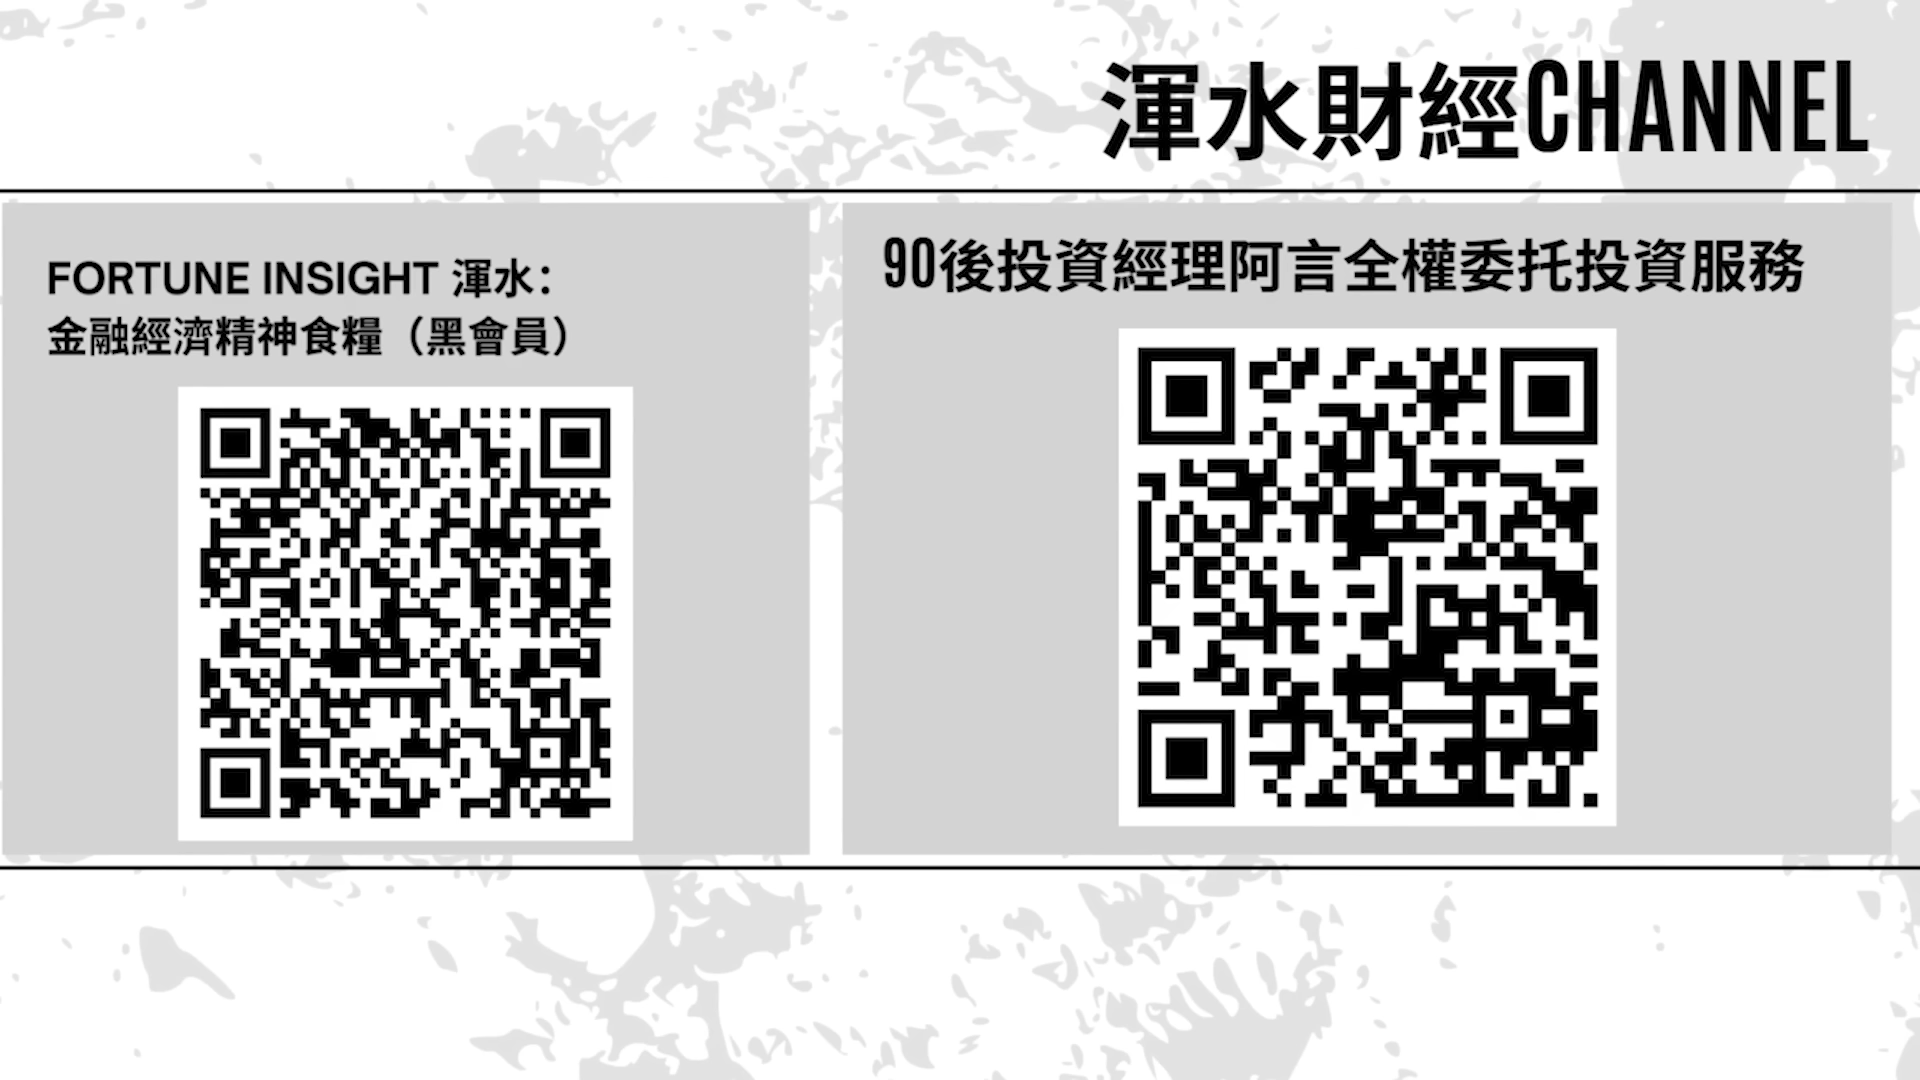 渾水財經CHANNEL
FORTUNE INSIGHT 渾水：
金融經濟精神食糧（黑會員）
90後投資經理阿言全權委托投資服務